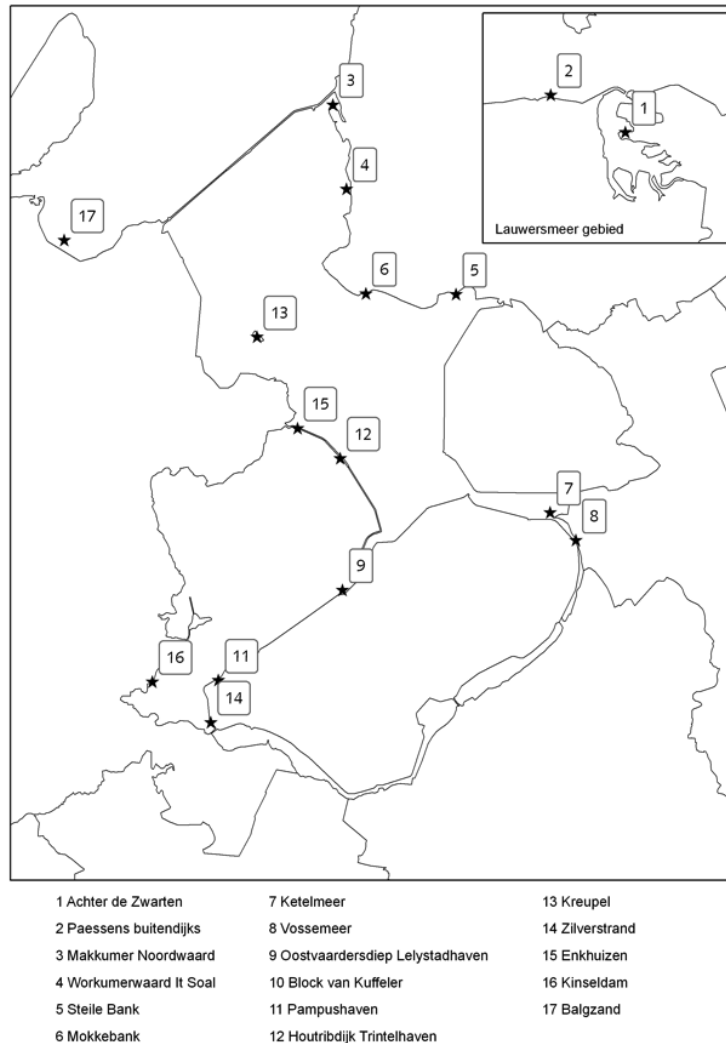 2
1
Lauwersmeer gebied
3
4
17
6
5
13
15
12
7
8
9
16
11
14
1 Achter de Zwarten
2 Paessens buitendijks
3 Makkumer Noordwaard
4 Workumerwaard It Soal
5 Steile Bank
6 Mokkebank
7 Ketelmeer
8 Vossemeer
9 Oostvaardersdiep Lelystadhaven
10 Block van Kuffeler
11 Pampushaven
12 Houtribdijk Trintelhaven
13 Kreupel
14 Zilverstrand
15 Enkhuizen
16 Kinseldam
17 Balgzand